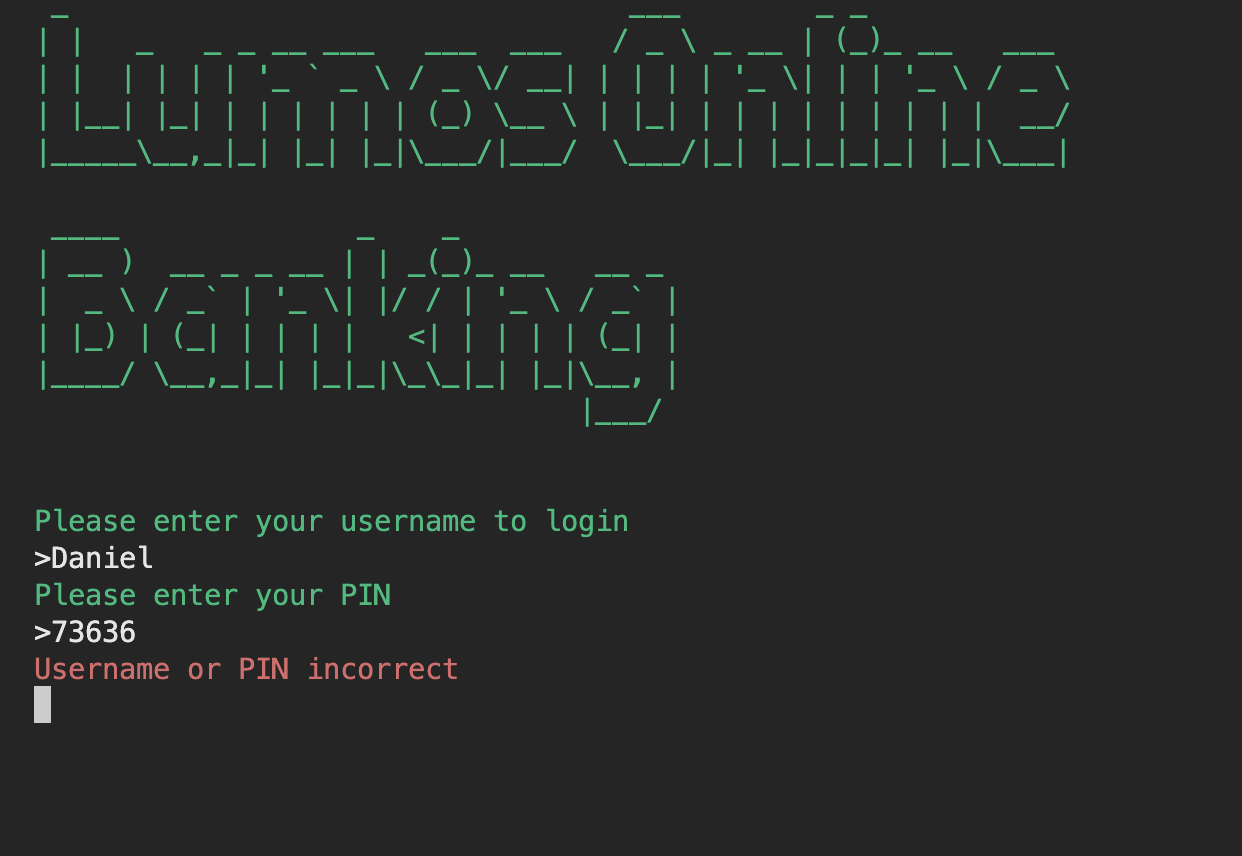 Lumos Online
Banking
Please enter your username to login
>Daniel
Please enter your PIN
>73636
Username or PIN incorrect